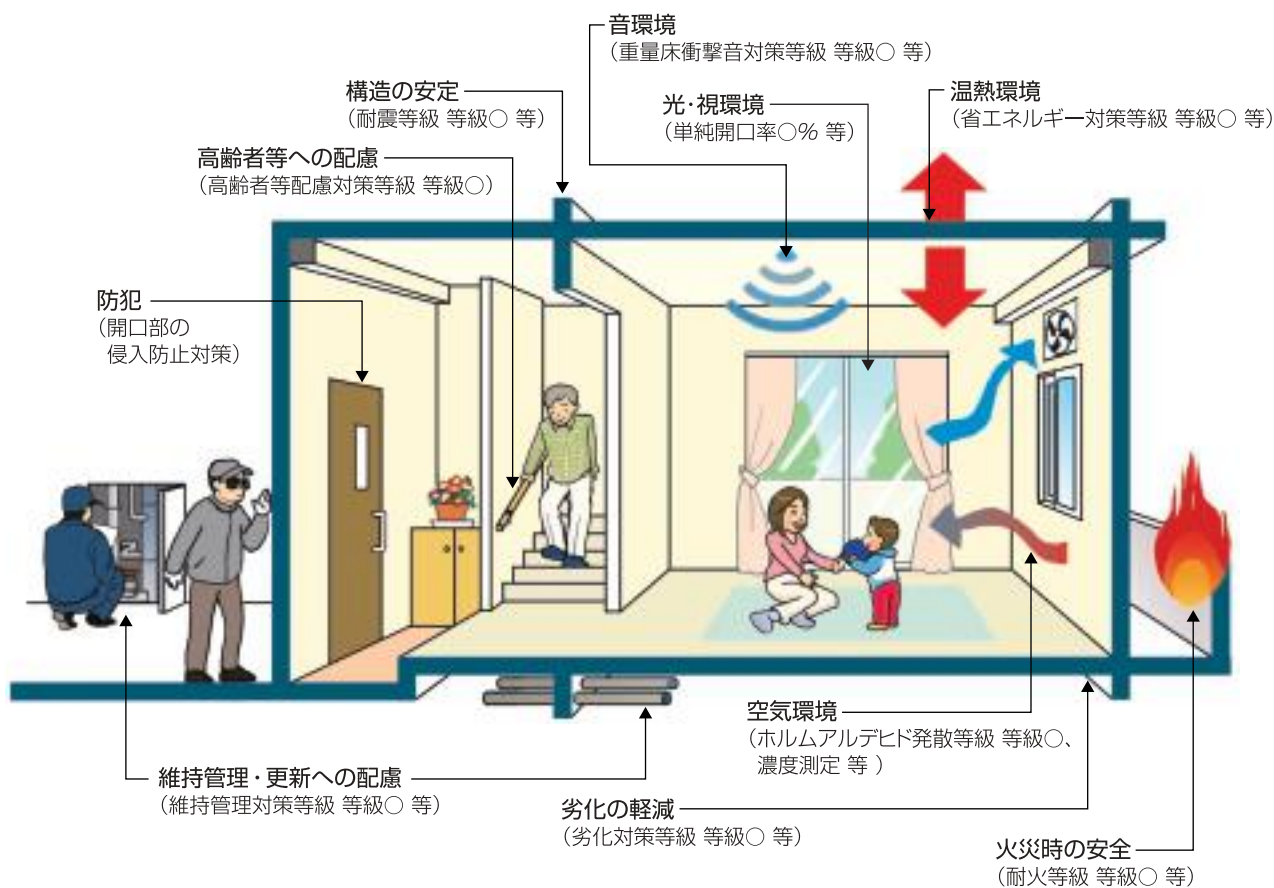 音環境
（重量床衝撃音対策等級 等級○ 等）
構造の安定
（耐震等級 等級○ 等）
光・視環境
（単純開口率○% 等）
温熱環境
（省エネルギー対策等級 等級○ 等）
高齢者等への配慮
（高齢者等配慮対策等級 等級○）
防犯
（開口部の
侵入防止対策）
空気環境
（ホルムアルデヒド発散等級 等級○、
濃度測定 等 ）
維持管理・更新への配慮
（維持管理対策等級 等級○ 等）
劣化の軽減
（劣化対策等級 等級○ 等）
火災時の安全
（耐火等級 等級○ 等）